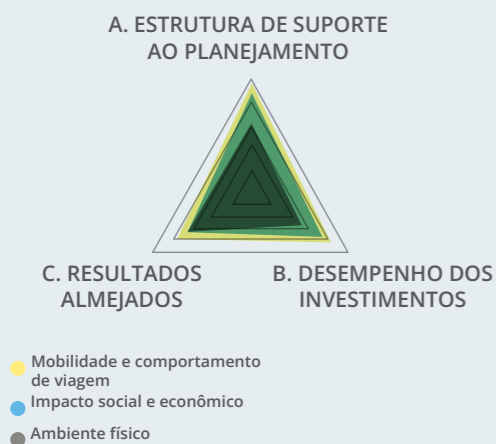 A. ESTRUTURA DE SUPORTE
AO PLANEJAMENTO
C. RESULTADOS
ALMEJADOS
B. DESEMPENHO DOS
INVESTIMENTOS
Mobilidade e comportamento
de viagem
Impacto social e econômico
Ambiente físico